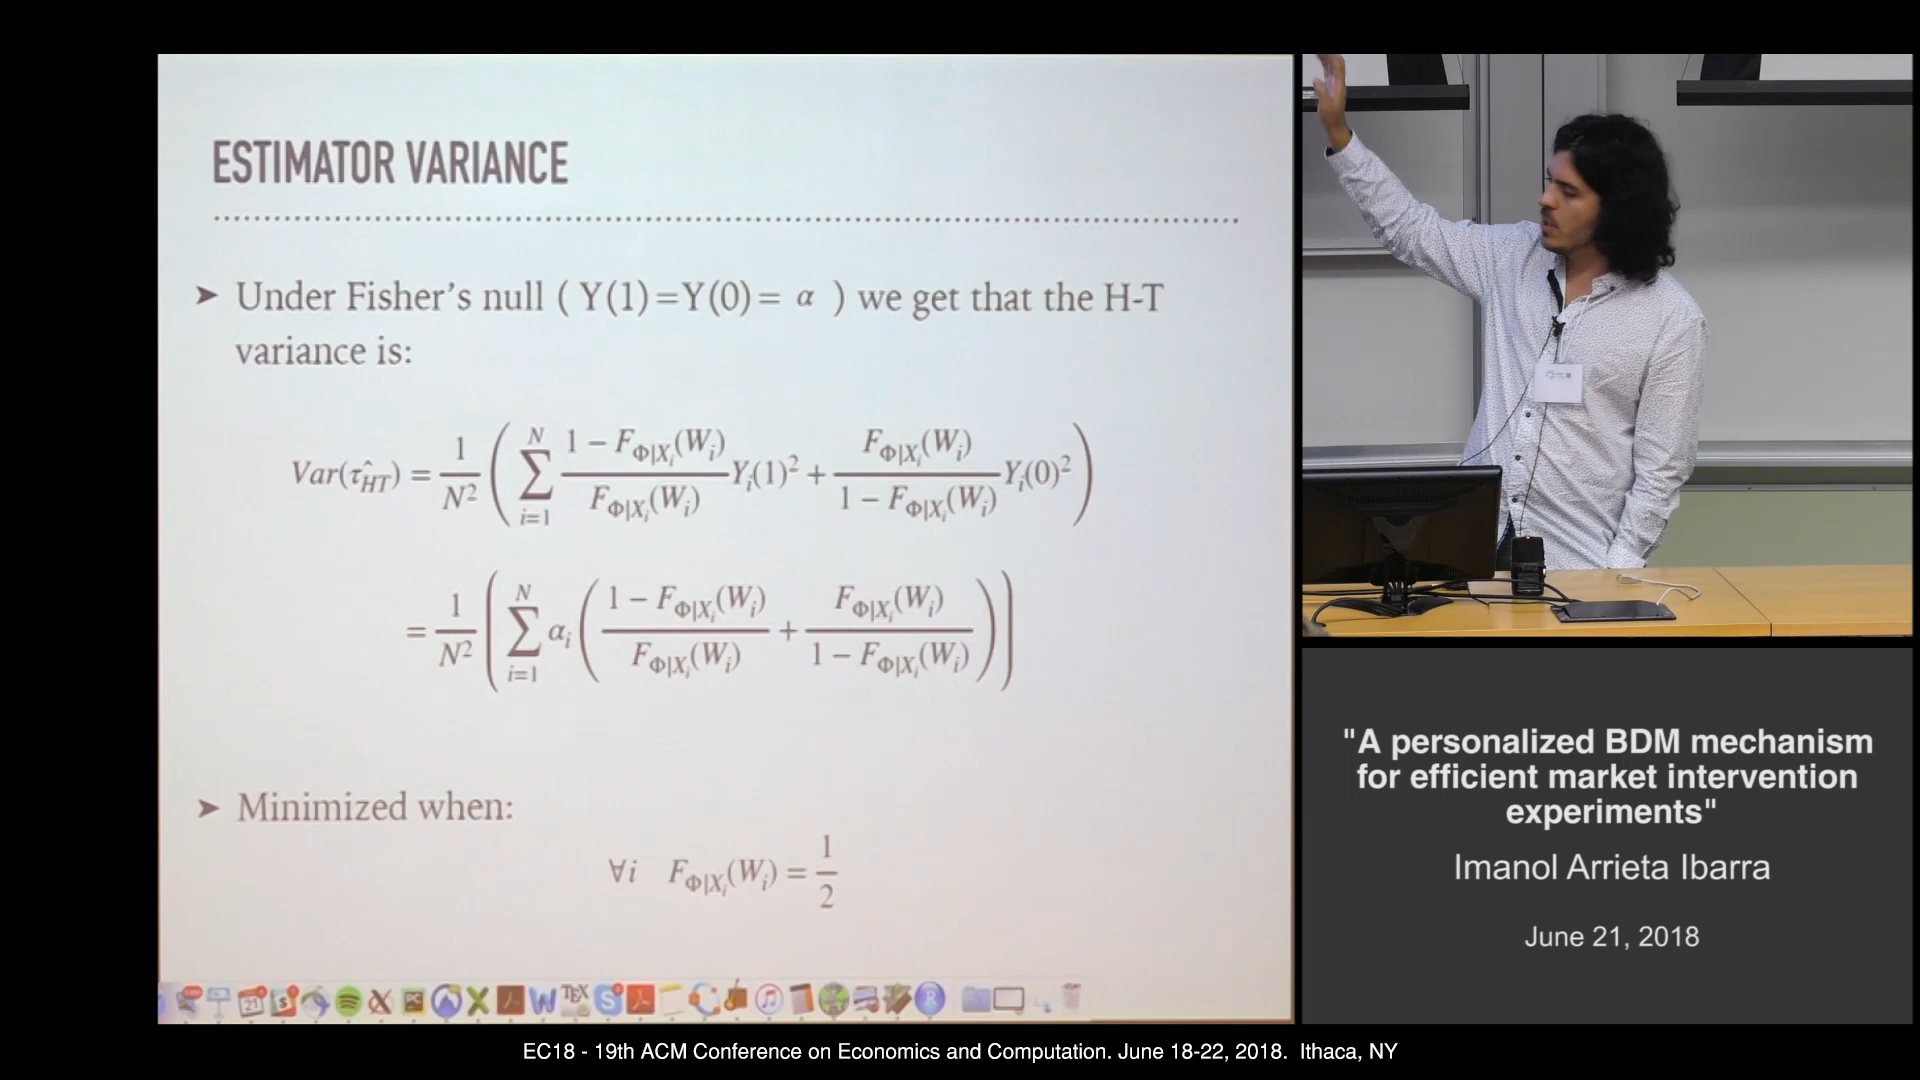 ESTIMATOR VARIANCE
➤ Under Fisher's null ( Y(1)=Y(0)= α ) we get that the H-T
variance is:
Var(τ̂_HT) = 1/N² ( ∑_{i=1}^{N} (1 − F_{Φ|X_i}(W_i))/(F_{Φ|X_i}(W_i)) Y_i(1)² + (F_{Φ|X_i}(W_i))/(1 − F_{Φ|X_i}(W_i)) Y_i(0)² )
= 1/N² ( ∑_{i=1}^{N} α_i ( (1 − F_{Φ|X_i}(W_i))/(F_{Φ|X_i}(W_i)) + (F_{Φ|X_i}(W_i))/(1 − F_{Φ|X_i}(W_i)) ) )
➤ Minimized when:
∀i F_{Φ|X_i}(W_i) = 1/2
"A personalized BDM mechanism
for efficient market intervention
experiments"
Imanol Arrieta Ibarra
June 21, 2018
EC18 - 19th ACM Conference on Economics and Computation. June 18-22, 2018. Ithaca, NY